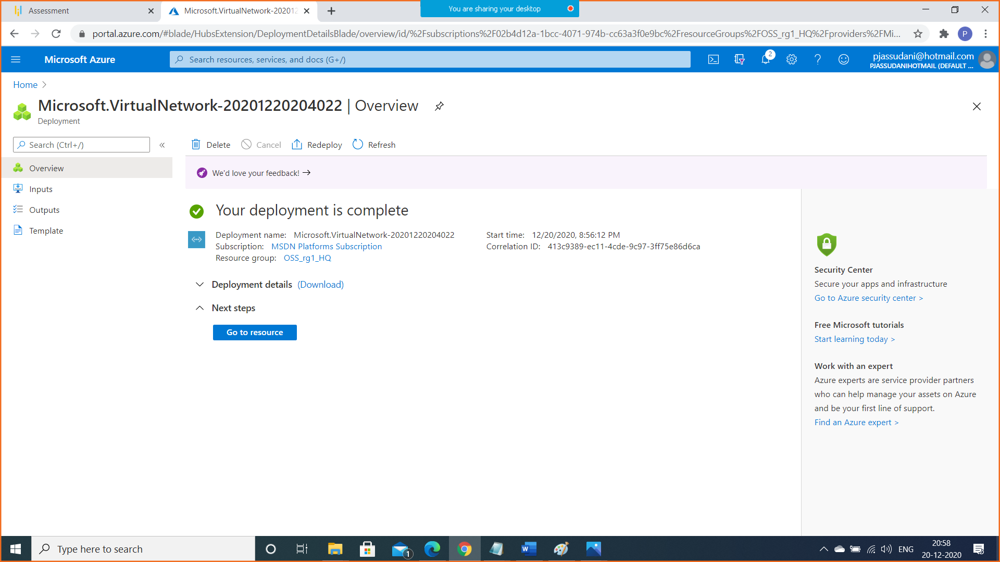 Assessment
Microsoft.VirtualNetwork-202012
You are sharing your desktop
portal.azure.com/#blade/HubsExtension/DeploymentDetailsBlade/overview/id/%2Fsubscriptions%2F02b4d12a-1bcc-4071-974b-cc63a3f0e9bc%2FresourceGroups%2FOSS_rg1_HQ%2Fproviders%2FMi...
P
Microsoft Azure
Search resources, services, and docs (G+/)
2
pjassudani@hotmail.com
PJASSUDANIHOTMAIL (DEFAULT ...
Home
Microsoft.VirtualNetwork-20201220204022 | Overview
Deployment
Search (Ctrl+/)
«
Delete
Cancel
Redeploy
Refresh
Overview
Inputs
Outputs
Template
We'd love your feedback! →
Your deployment is complete
Deployment name: Microsoft.VirtualNetwork-20201220204022
Subscription: MSDN Platforms Subscription
Resource group: OSS_rg1_HQ
Start time: 12/20/2020, 8:56:12 PM
Correlation ID: 413c9389-ec11-4cde-9c97-3ff75e86d6ca
Deployment details (Download)
Next steps
Go to resource
Security Center
Secure your apps and infrastructure
Go to Azure security center >
Free Microsoft tutorials
Start learning today >
Work with an expert
Azure experts are service provider partners
who can help manage your assets on Azure
and be your first line of support.
Find an Azure expert >
Type here to search
1
W
ENG
20:58
20-12-2020